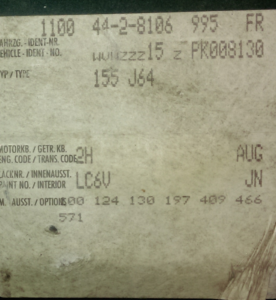 1100 44-2-8106 995 FR
FAHRZG.-IDENT-NR.
VEHICLE-IDENT-NO. WVWZZZ15 Z PK008130
TYP / TYPE 155 J64
MOTORKB. / GETR.KB.
ENG. CODE / TRANS. CODE 2H AUG
LACKNR. / INNENAUSST.
PAINT NO. / INTERIOR LC6V JN
M. AUSST. / OPTIONS 500 124 130 197 409 466
571